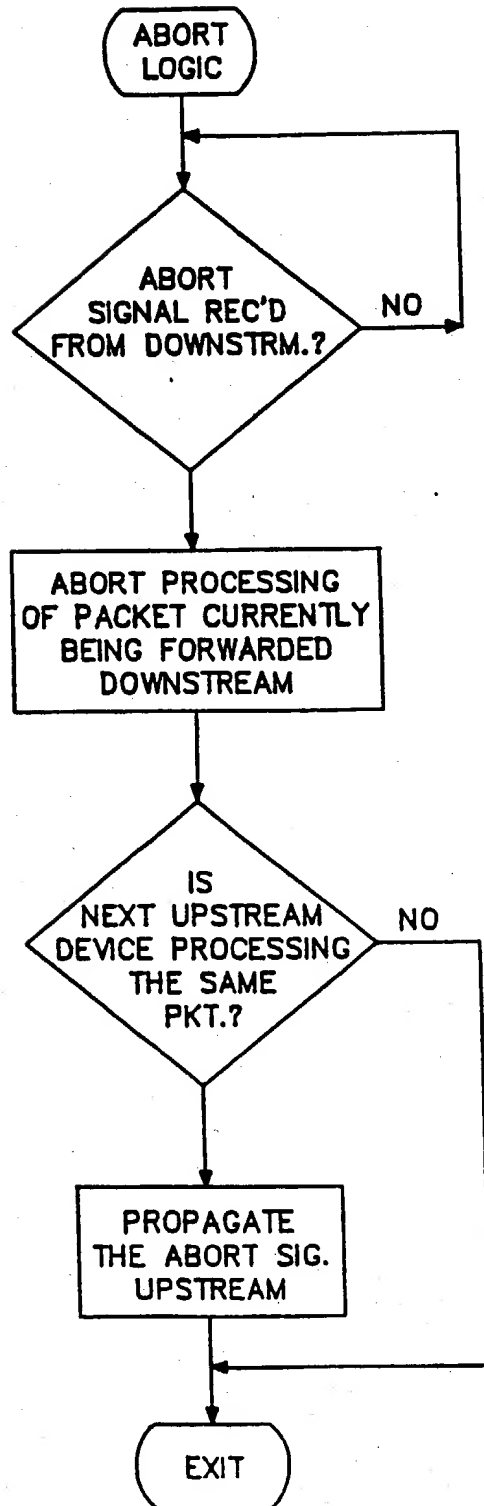 ABORT
LOGIC
ABORT
SIGNAL REC'D
FROM DOWNSTRM.?
NO
ABORT PROCESSING
OF PACKET CURRENTLY
BEING FORWARDED
DOWNSTREAM
IS
NEXT UPSTREAM
DEVICE PROCESSING
THE SAME
PKT.?
NO
PROPAGATE
THE ABORT SIG.
UPSTREAM
EXIT